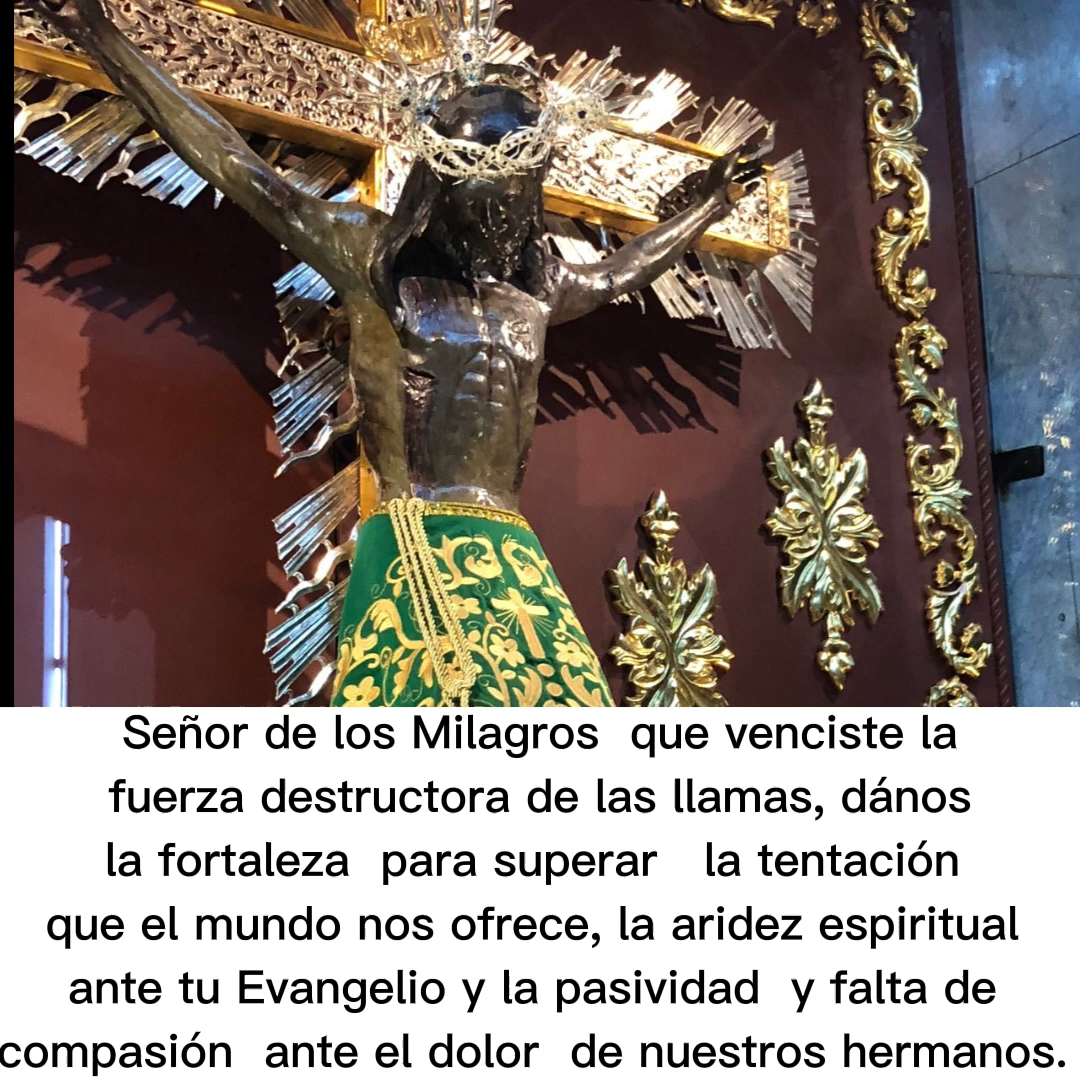 Señor de los Milagros que venciste la
fuerza destructora de las llamas, dános
la fortaleza para superar la tentación
que el mundo nos ofrece, la aridez espiritual
ante tu Evangelio y la pasividad y falta de
compasión ante el dolor de nuestros hermanos.